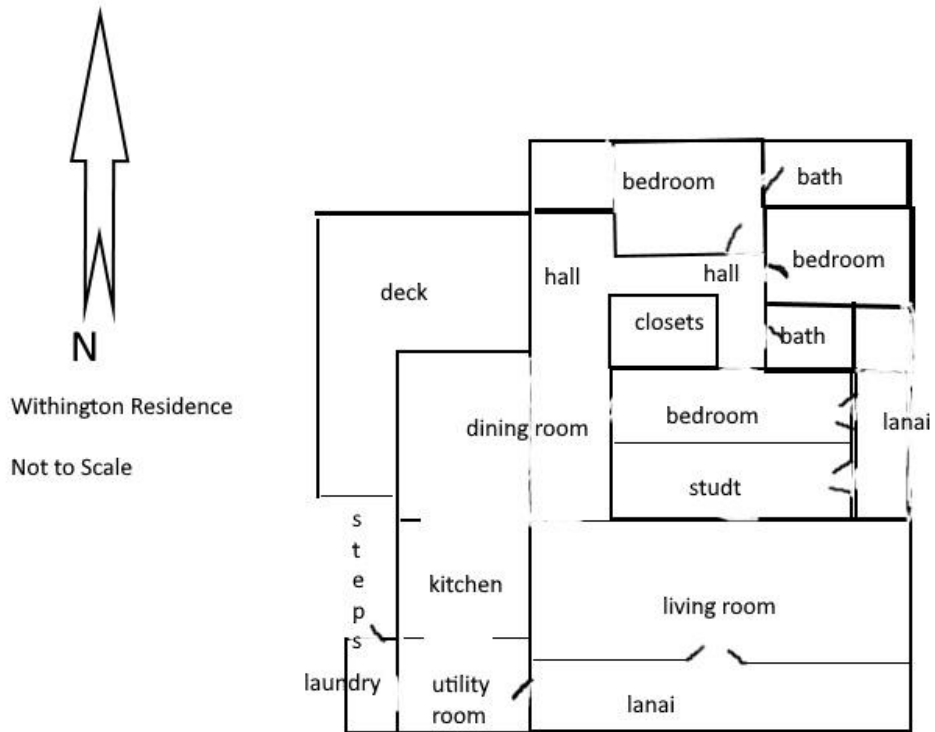 bedroom
bath
hall
hall
bedroom
deck
closets
bath
N
Withington Residence
Not to Scale
dining room
bedroom
lanai
studt
steps
kitchen
living room
laundry
utility
room
lanai